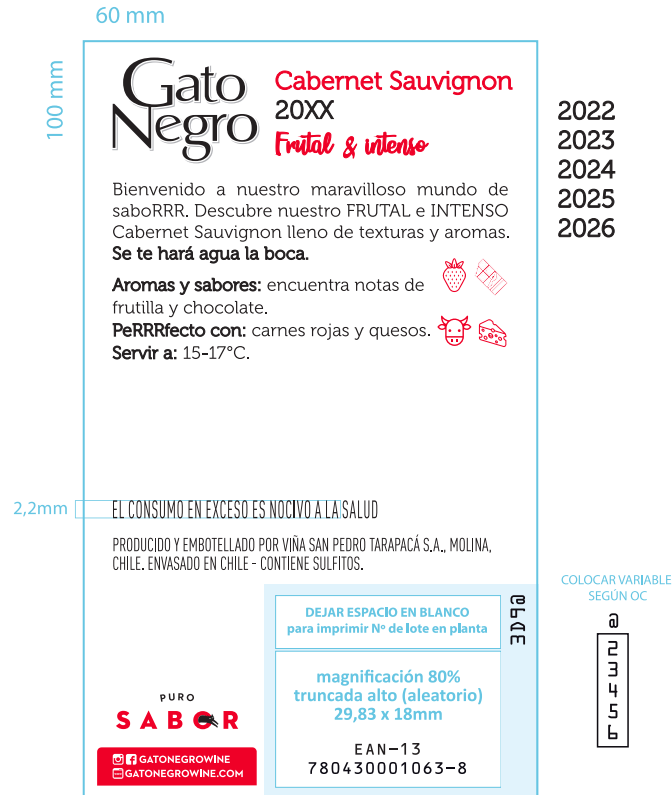 60 mm
100 mm
Gato
Negro
Cabernet Sauvignon
20XX
Frutal & intenso
2022
2023
2024
2025
2026
Bienvenido a nuestro maravilloso mundo de
saboRRR. Descubre nuestro FRUTAL e INTENSO
Cabernet Sauvignon lleno de texturas y aromas.
Se te hará agua la boca.
Aromas y sabores: encuentra notas de
frutilla y chocolate.
PeRRRfecto con: carnes rojas y quesos.
Servir a: 15-17°C.
2,2mm
EL CONSUMO EN EXCESO ES NOCIVO A LA SALUD
PRODUCIDO Y EMBOTELLADO POR VIÑA SAN PEDRO TARAPACÁ S.A., MOLINA,
CHILE. ENVASADO EN CHILE - CONTIENE SULFITOS.
DEJAR ESPACIO EN BLANCO
para imprimir Nº de lote en planta
magnificación 80%
truncada alto (aleatorio)
29,83 x 18mm
EAN-13
780430001063-8
COLOCAR VARIABLE
SEGÚN OC
a
2
3
4
5
6
PURO
SABOR
GATONEGROWINE
GATONEGROWINE.COM